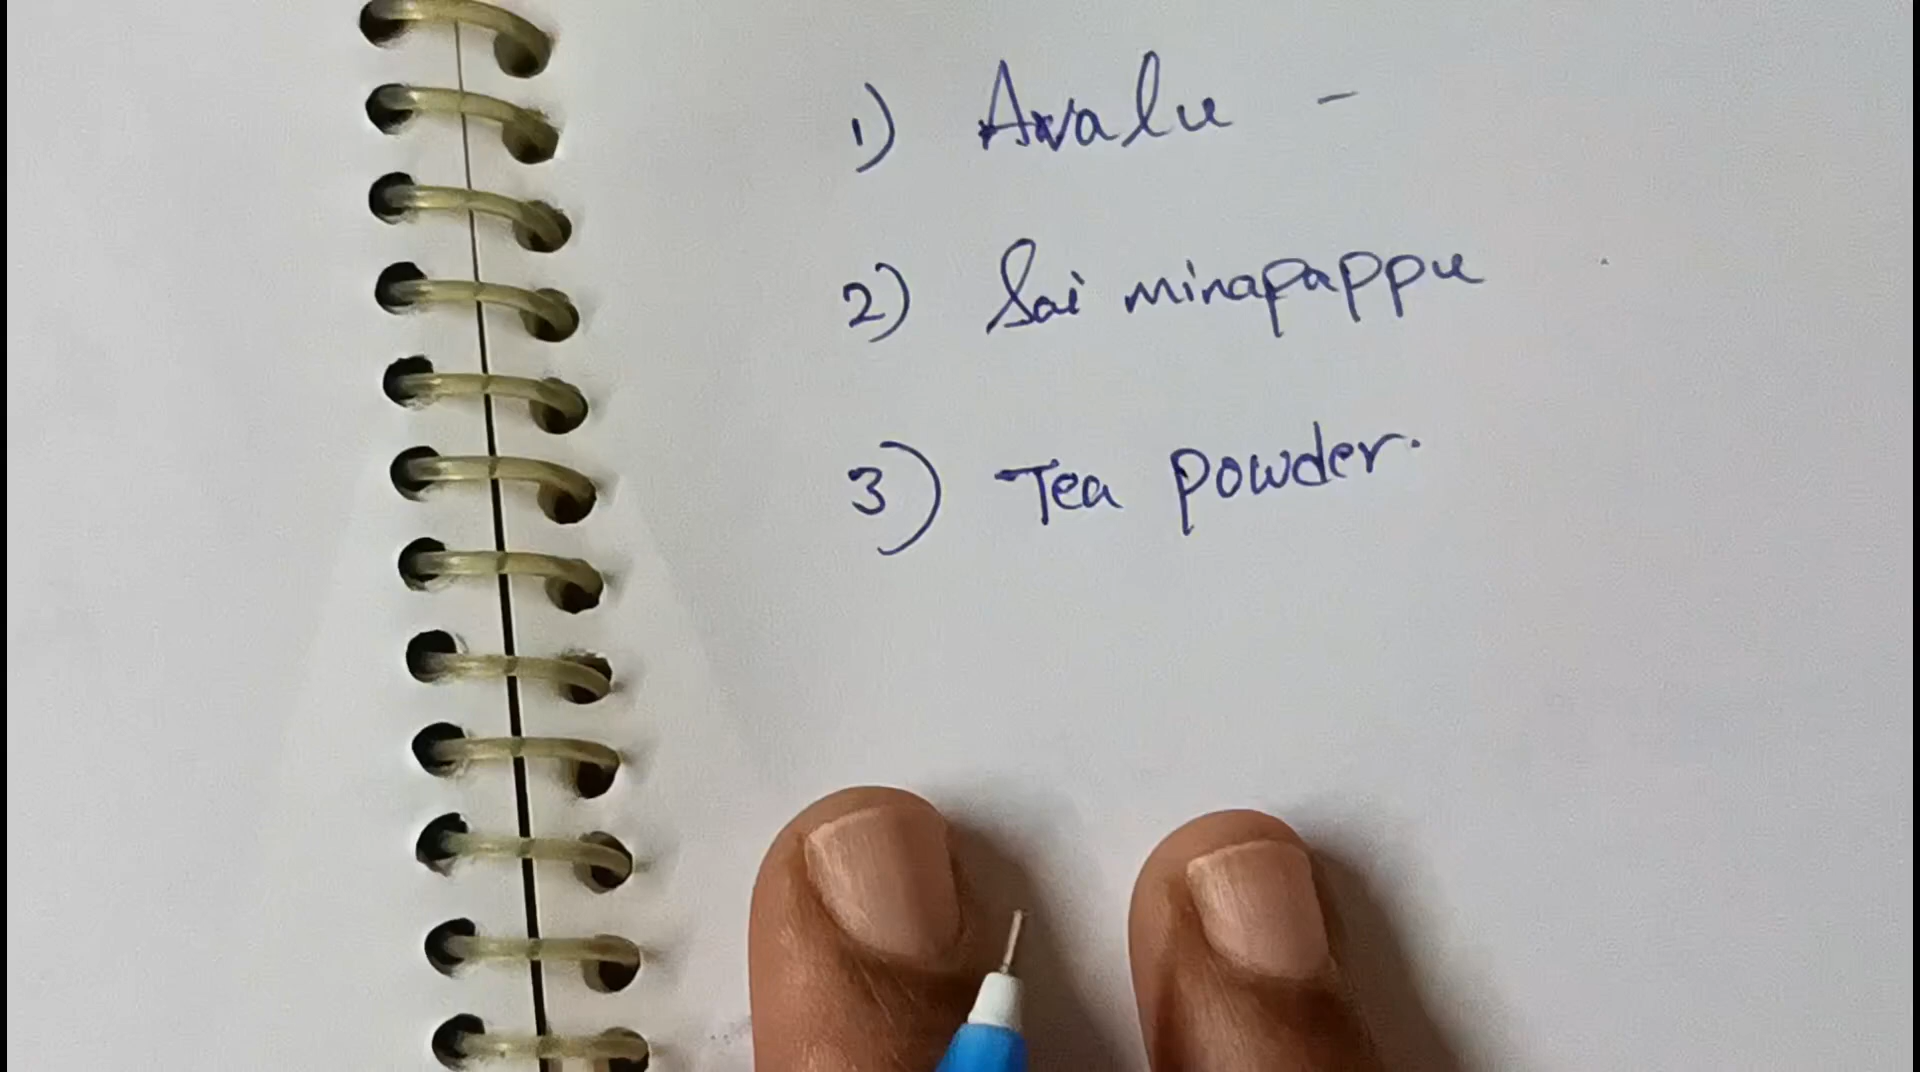 1) Avalu -
2) Sai minapappu
3) Tea powder.